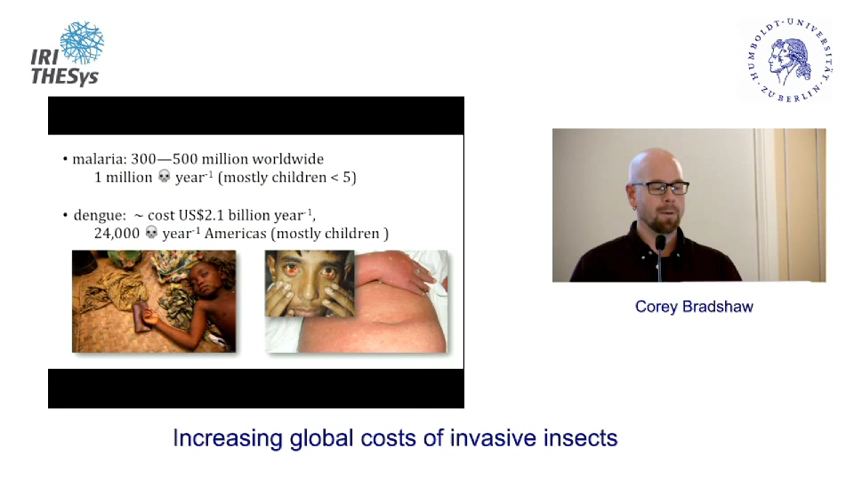 IRI
THESys
HUMBOLDT-UNIVERSITÄT ZU BERLIN
• malaria: 300—500 million worldwide
1 million ☠ year⁻¹ (mostly children < 5)
• dengue: ~ cost US$2.1 billion year⁻¹,
24,000 ☠ year⁻¹ Americas (mostly children )
Corey Bradshaw
Increasing global costs of invasive insects